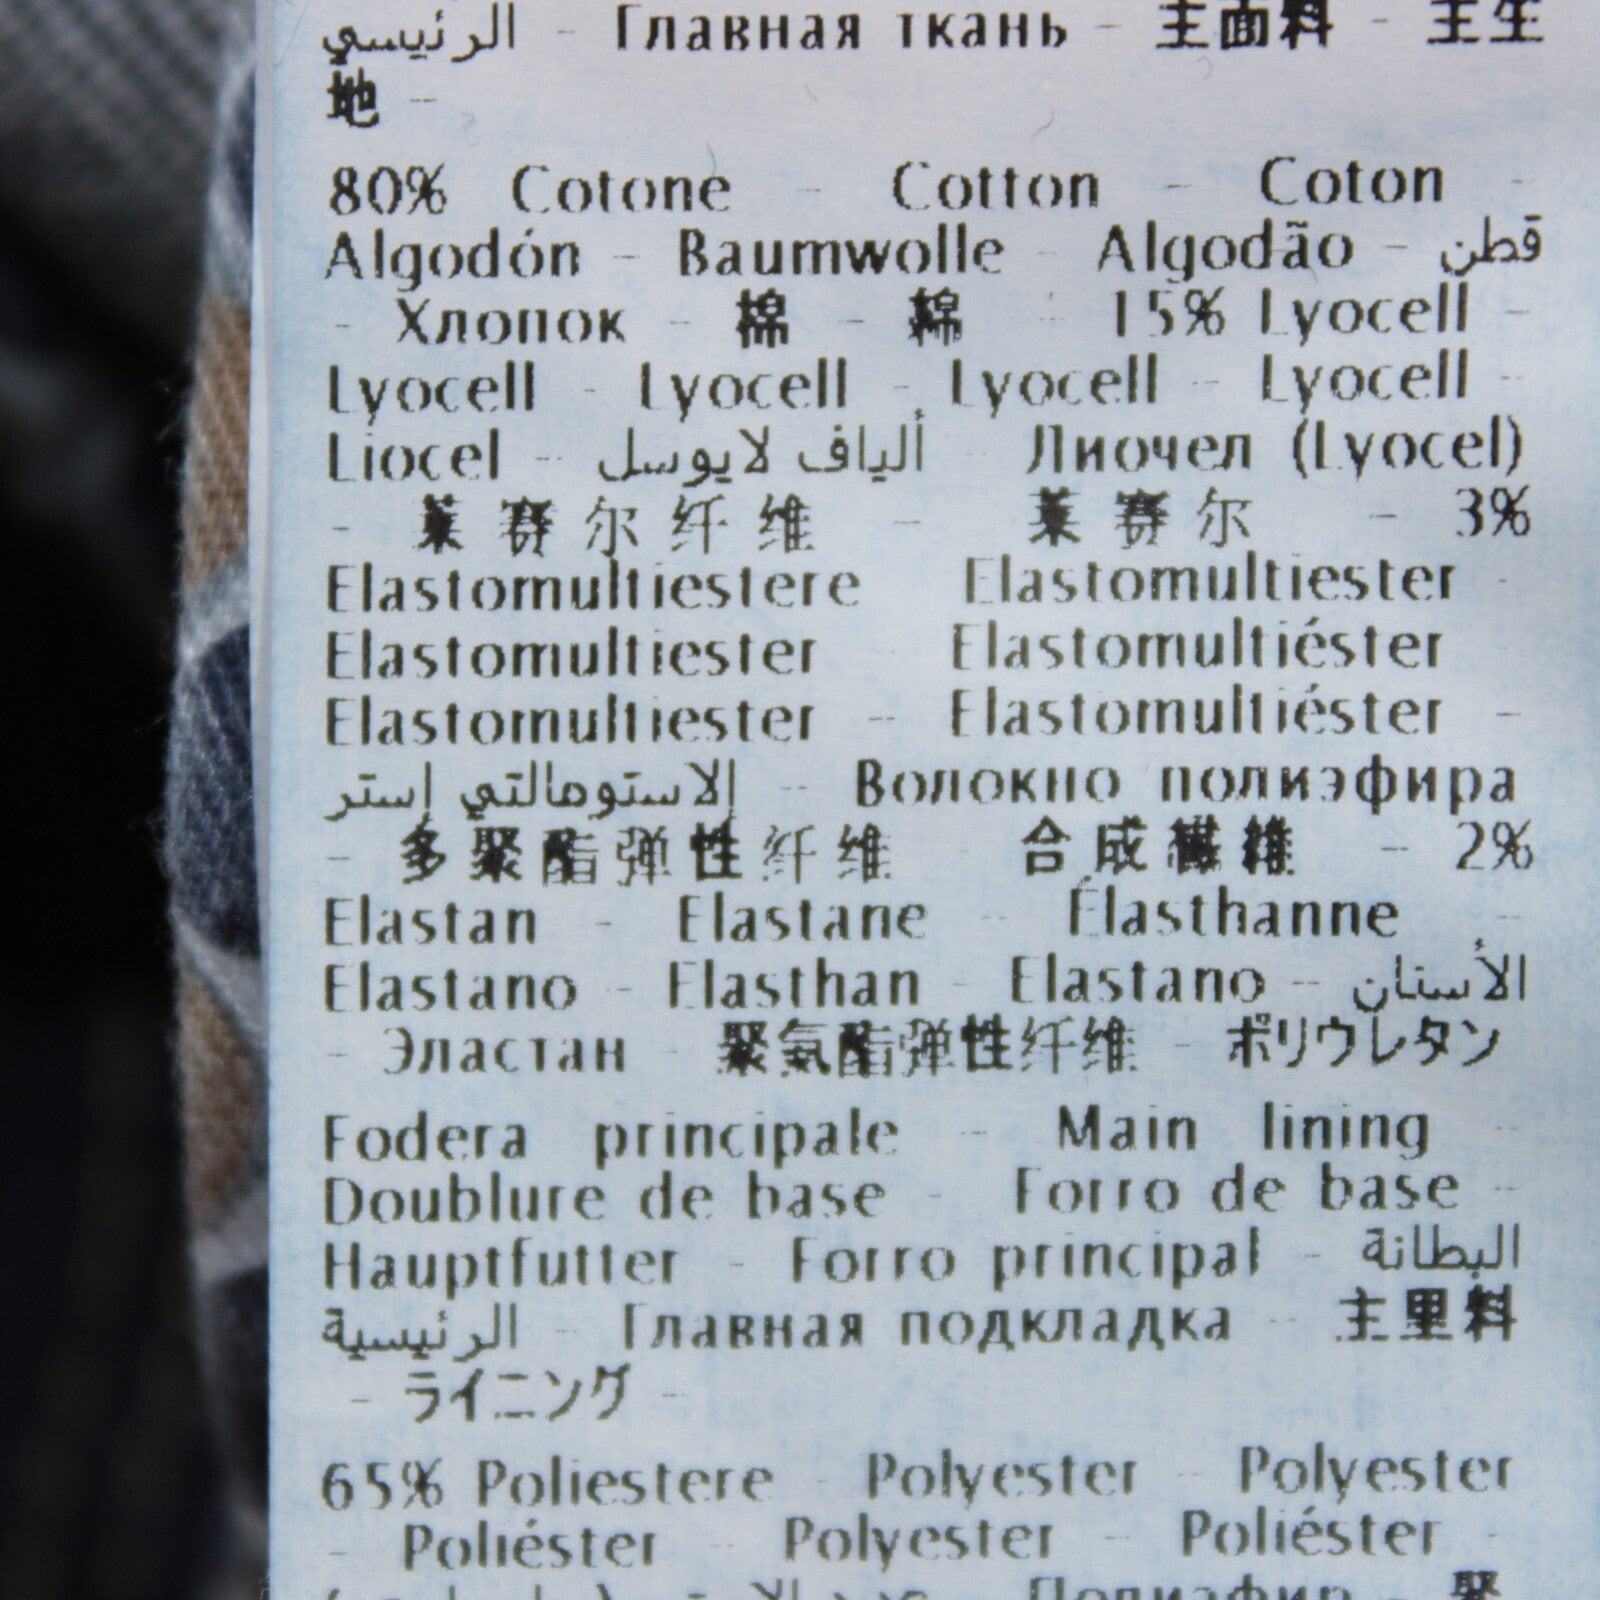 الرئيسي - Главная ткань - 主面料 - 主生
地 -
80% Cotone - Cotton - Coton -
Algodón - Baumwolle - Algodão - قطن
- Хлопок - 棉 - 綿 - 15% Lyocell -
Lyocell - Lyocell - Lyocell - Lyocell -
Liocel - ألياف لايوسل - Лиочел (Lyocel)
- 莱赛尔纤维 - 莱赛尔 - 3%
Elastomultiestere - Elastomultiester -
Elastomultiester - Elastomultiéster -
Elastomultiester - Elastomultiéster -
إلاستومالتي إستر - Волокно полиэфира
- 多聚酯弹性纤维 - 合成繊維 - 2%
Elastan - Elastane - Élasthanne -
Elastano - Elasthan - Elastano - الأستان
- Эластан - 聚氨酯弹性纤维 - ポリウレタン
Fodera principale - Main lining -
Doublure de base - Forro de base -
Hauptfutter - Forro principal - البطانة
الرئيسية - Главная подкладка - 主里料
- ライニング -
65% Poliestere - Polyester - Polyester
- Poliéster - Polyester - Poliéster -
Полиэфир - 聚